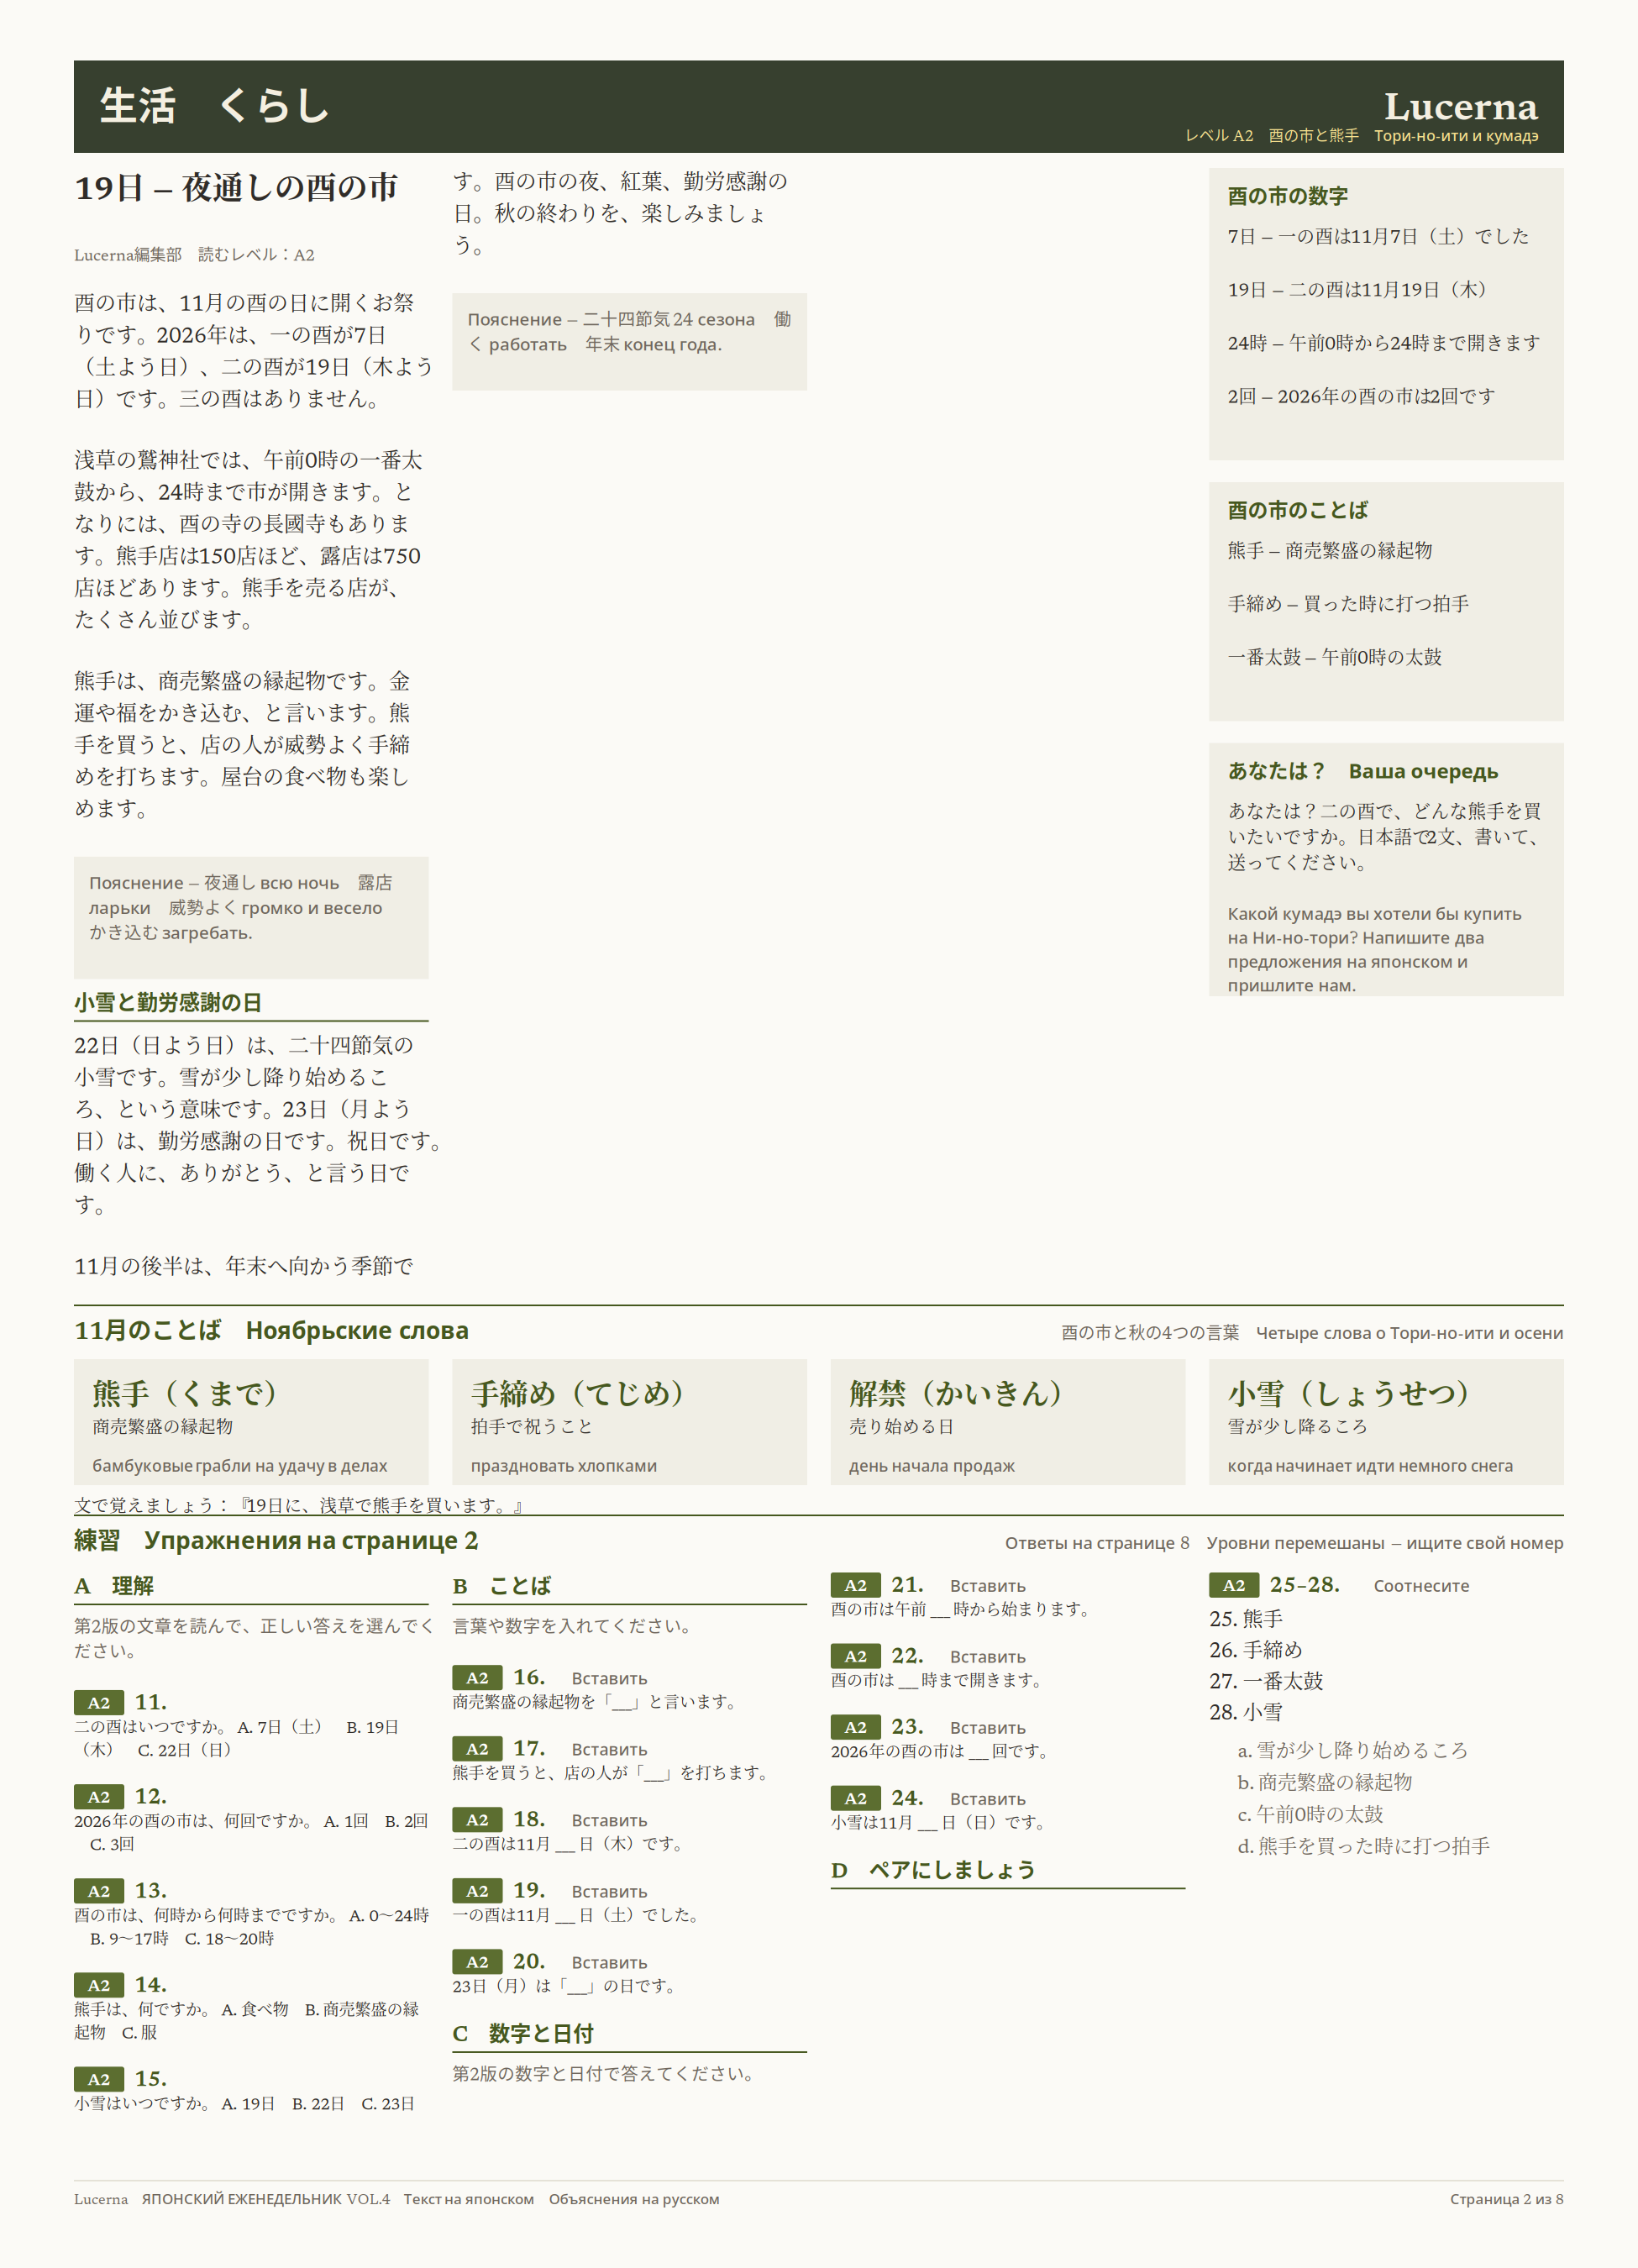 生活　くらし
Lucerna
レベル A2　酉の市と熊手　Тори-но-ити и кумадэ
19日 – 夜通しの酉の市
Lucerna編集部　読むレベル：A2
酉の市は、11月の酉の日に開くお祭
りです。2026年は、一の酉が7日
（土よう日）、二の酉が19日（木よう
日）です。三の酉はありません。
浅草の鷲神社では、午前0時の一番太
鼓から、24時まで市が開きます。と
なりには、酉の寺の長國寺もありま
す。熊手店は150店ほど、露店は750
店ほどあります。熊手を売る店が、
たくさん並びます。
熊手は、商売繁盛の縁起物です。金
運や福をかき込む、と言います。熊
手を買うと、店の人が威勢よく手締
めを打ちます。屋台の食べ物も楽し
めます。
Пояснение – 夜通し всю ночь　露店
ларьки　威勢よく громко и весело
かき込む загребать.
小雪と勤労感謝の日
22日（日よう日）は、二十四節気の
小雪です。雪が少し降り始めるこ
ろ、という意味です。23日（月よう
日）は、勤労感謝の日です。祝日です。
働く人に、ありがとう、と言う日で
す。
11月の後半は、年末へ向かう季節で
す。酉の市の夜、紅葉、勤労感謝の
日。秋の終わりを、楽しみましょ
う。
Пояснение – 二十四節気 24 сезона　働
く работать　年末 конец года.
酉の市の数字
7日 – 一の酉は11月7日（土）でした
19日 – 二の酉は11月19日（木）
24時 – 午前0時から24時まで開きます
2回 – 2026年の酉の市は2回です
酉の市のことば
熊手 – 商売繁盛の縁起物
手締め – 買った時に打つ拍手
一番太鼓 – 午前0時の太鼓
あなたは？　Ваша очередь
あなたは？二の酉で、どんな熊手を買
いたいですか。日本語で2文、書いて、
送ってください。
Какой кумадэ вы хотели бы купить
на Ни-но-тори? Напишите два
предложения на японском и
пришлите нам.
11月のことば　Ноябрьские слова
酉の市と秋の4つの言葉　Четыре слова о Тори-но-ити и осени
熊手（くまで）
商売繁盛の縁起物
бамбуковые грабли на удачу в делах
手締め（てじめ）
拍手で祝うこと
праздновать хлопками
解禁（かいきん）
売り始める日
день начала продаж
小雪（しょうせつ）
雪が少し降るころ
когда начинает идти немного снега
文で覚えましょう：『19日に、浅草で熊手を買います。』
練習　Упражнения на странице 2
Ответы на странице 8　Уровни перемешаны – ищите свой номер
A　理解
第2版の文章を読んで、正しい答えを選んでく
ださい。
A2 11.
二の酉はいつですか。 A. 7日（土）　B. 19日
（木）　C. 22日（日）
A2 12.
2026年の酉の市は、何回ですか。 A. 1回　B. 2回
　C. 3回
A2 13.
酉の市は、何時から何時までですか。 A. 0～24時
　B. 9～17時　C. 18～20時
A2 14.
熊手は、何ですか。 A. 食べ物　B. 商売繁盛の縁
起物　C. 服
A2 15.
小雪はいつですか。 A. 19日　B. 22日　C. 23日
B　ことば
言葉や数字を入れてください。
A2 16.　Вставить
商売繁盛の縁起物を「___」と言います。
A2 17.　Вставить
熊手を買うと、店の人が「___」を打ちます。
A2 18.　Вставить
二の酉は11月 ___ 日（木）です。
A2 19.　Вставить
一の酉は11月 ___ 日（土）でした。
A2 20.　Вставить
23日（月）は「___」の日です。
C　数字と日付
第2版の数字と日付で答えてください。
A2 21.　Вставить
酉の市は午前 ___ 時から始まります。
A2 22.　Вставить
酉の市は ___ 時まで開きます。
A2 23.　Вставить
2026年の酉の市は ___ 回です。
A2 24.　Вставить
小雪は11月 ___ 日（日）です。
D　ペアにしましょう
A2 25–28.　Соотнесите
25. 熊手
26. 手締め
27. 一番太鼓
28. 小雪
a. 雪が少し降り始めるころ
b. 商売繁盛の縁起物
c. 午前0時の太鼓
d. 熊手を買った時に打つ拍手
Lucerna　ЯПОНСКИЙ ЕЖЕНЕДЕЛЬНИК VOL.4　Текст на японском　Объяснения на русском
Страница 2 из 8